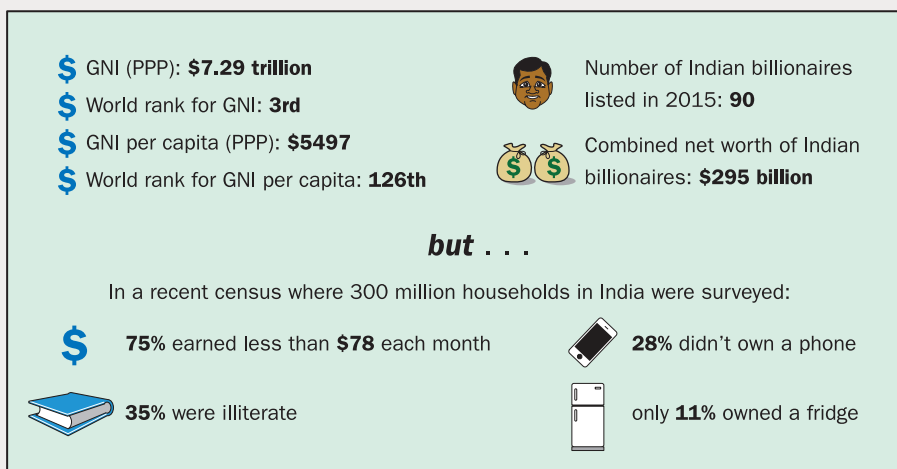 GNI (PPP): $7.29 trillion
World rank for GNI: 3rd
GNI per capita (PPP): $5497
World rank for GNI per capita: 126th
Number of Indian billionaires
listed in 2015: 90
Combined net worth of Indian
billionaires: $295 billion
but . . .
In a recent census where 300 million households in India were surveyed:
75% earned less than $78 each month
28% didn’t own a phone
35% were illiterate
only 11% owned a fridge